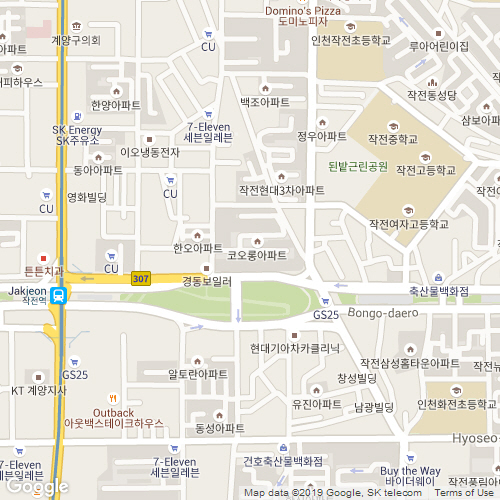 Domino's Pizza
도미노피자
계양구의회
CU
인천작전초등학교
루아어린이집
커피하우스
한양아파트
백조아파트
작전동성당
SK Energy
SK주유소
7-Eleven
세븐일레븐
정우아파트
작전중학교
삼보아파트
이오냉동전자
동아아파트
된밭근린공원
작전고등학교
작전현대3차아파트
CU
영화빌딩
작전여자고등학교
한오아파트
코오롱아파트
CU
튼튼치과
307
경동보일러
축산물백화점
Jakjeon
작전역
GS25
Bongo-daero
현대기아차카클리닉
작전삼성홈타운아파트
GS25
알토란아파트
창성빌딩
KT 계양지사
유진아파트
남광빌딩
인천화전초등학교
Outback
아웃백스테이크하우스
동성아파트
Hyoseo
7-Eleven
세븐일레븐
7-Eleven
세븐일레븐
건호축산물백화점
Buy the Way
바이더웨이
작전풍림아
Google
Map data ©2019 Google, SK telecom
Terms of Use